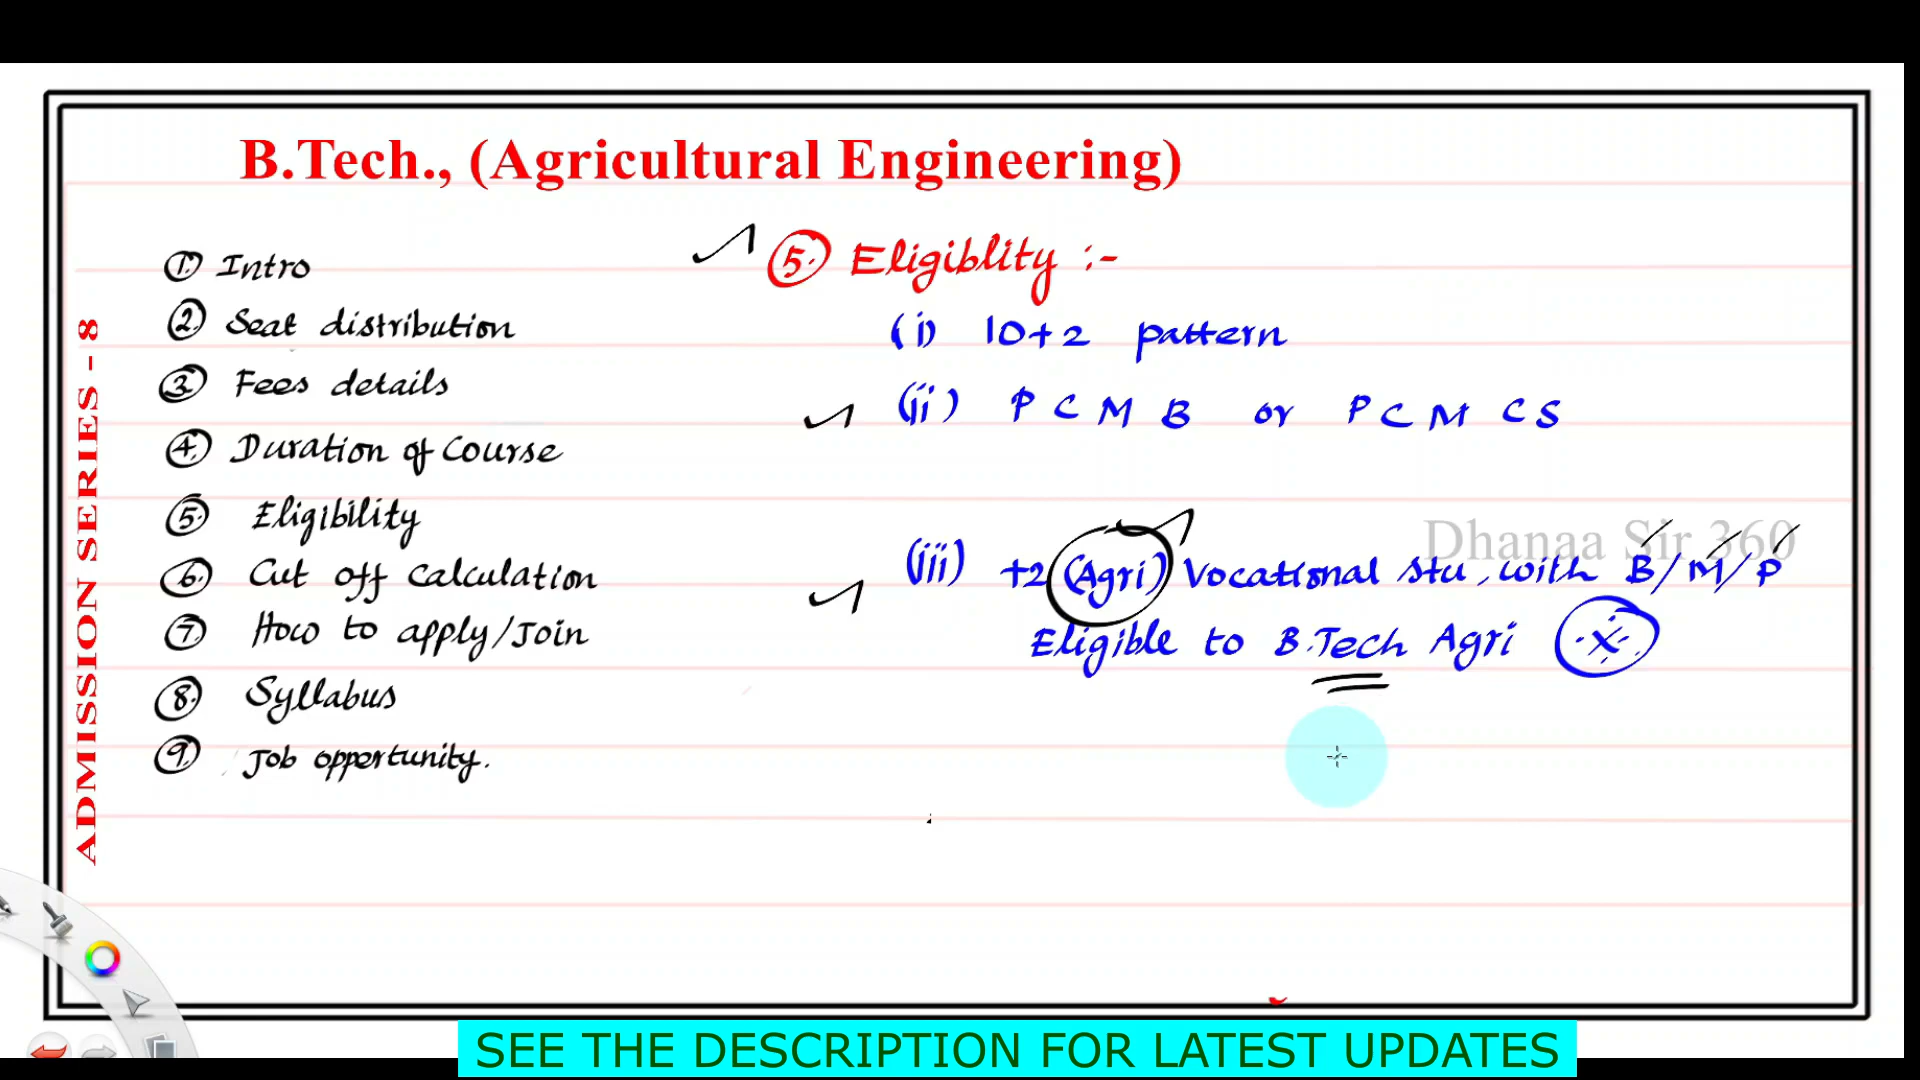 B.Tech., (Agricultural Engineering)
ADMISSION SERIES - 8
① Intro
② Seat distribution
③ Fees details
④ Duration of Course
⑤ Eligibility
⑥ Cut off calculation
⑦ How to apply/Join
⑧ Syllabus
⑨ Job oppertunity.
⑤ Eligiblity :-
(i) 10+2 pattern
(ii) P C M B or P C M CS
Dhanaa Sir 360
(iii) +2 (Agri) Vocational stu, with B/M/P
Eligible to B.Tech Agri
SEE THE DESCRIPTION FOR LATEST UPDATES